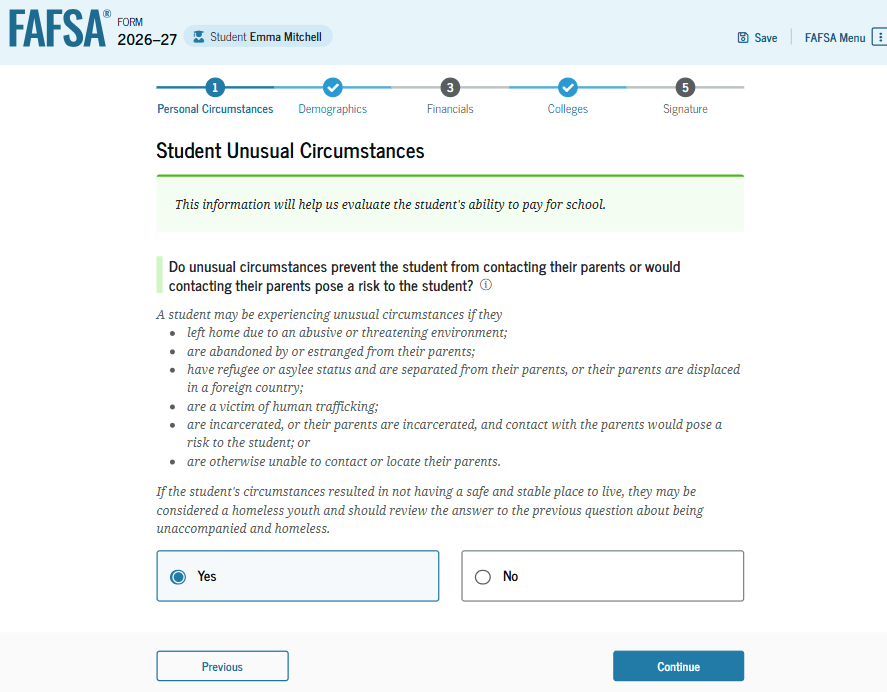 FAFSA®
FORM
2026–27
Student Emma Mitchell
Save
FAFSA Menu
1
Personal Circumstances
Demographics
3
Financials
Colleges
5
Signature
Student Unusual Circumstances
This information will help us evaluate the student's ability to pay for school.
Do unusual circumstances prevent the student from contacting their parents or would
contacting their parents pose a risk to the student?
A student may be experiencing unusual circumstances if they
• left home due to an abusive or threatening environment;
• are abandoned by or estranged from their parents;
• have refugee or asylee status and are separated from their parents, or their parents are displaced
in a foreign country;
• are a victim of human trafficking;
• are incarcerated, or their parents are incarcerated, and contact with the parents would pose a
risk to the student; or
• are otherwise unable to contact or locate their parents.
If the student's circumstances resulted in not having a safe and stable place to live, they may be
considered a homeless youth and should review the answer to the previous question about being
unaccompanied and homeless.
Yes
No
Previous
Continue